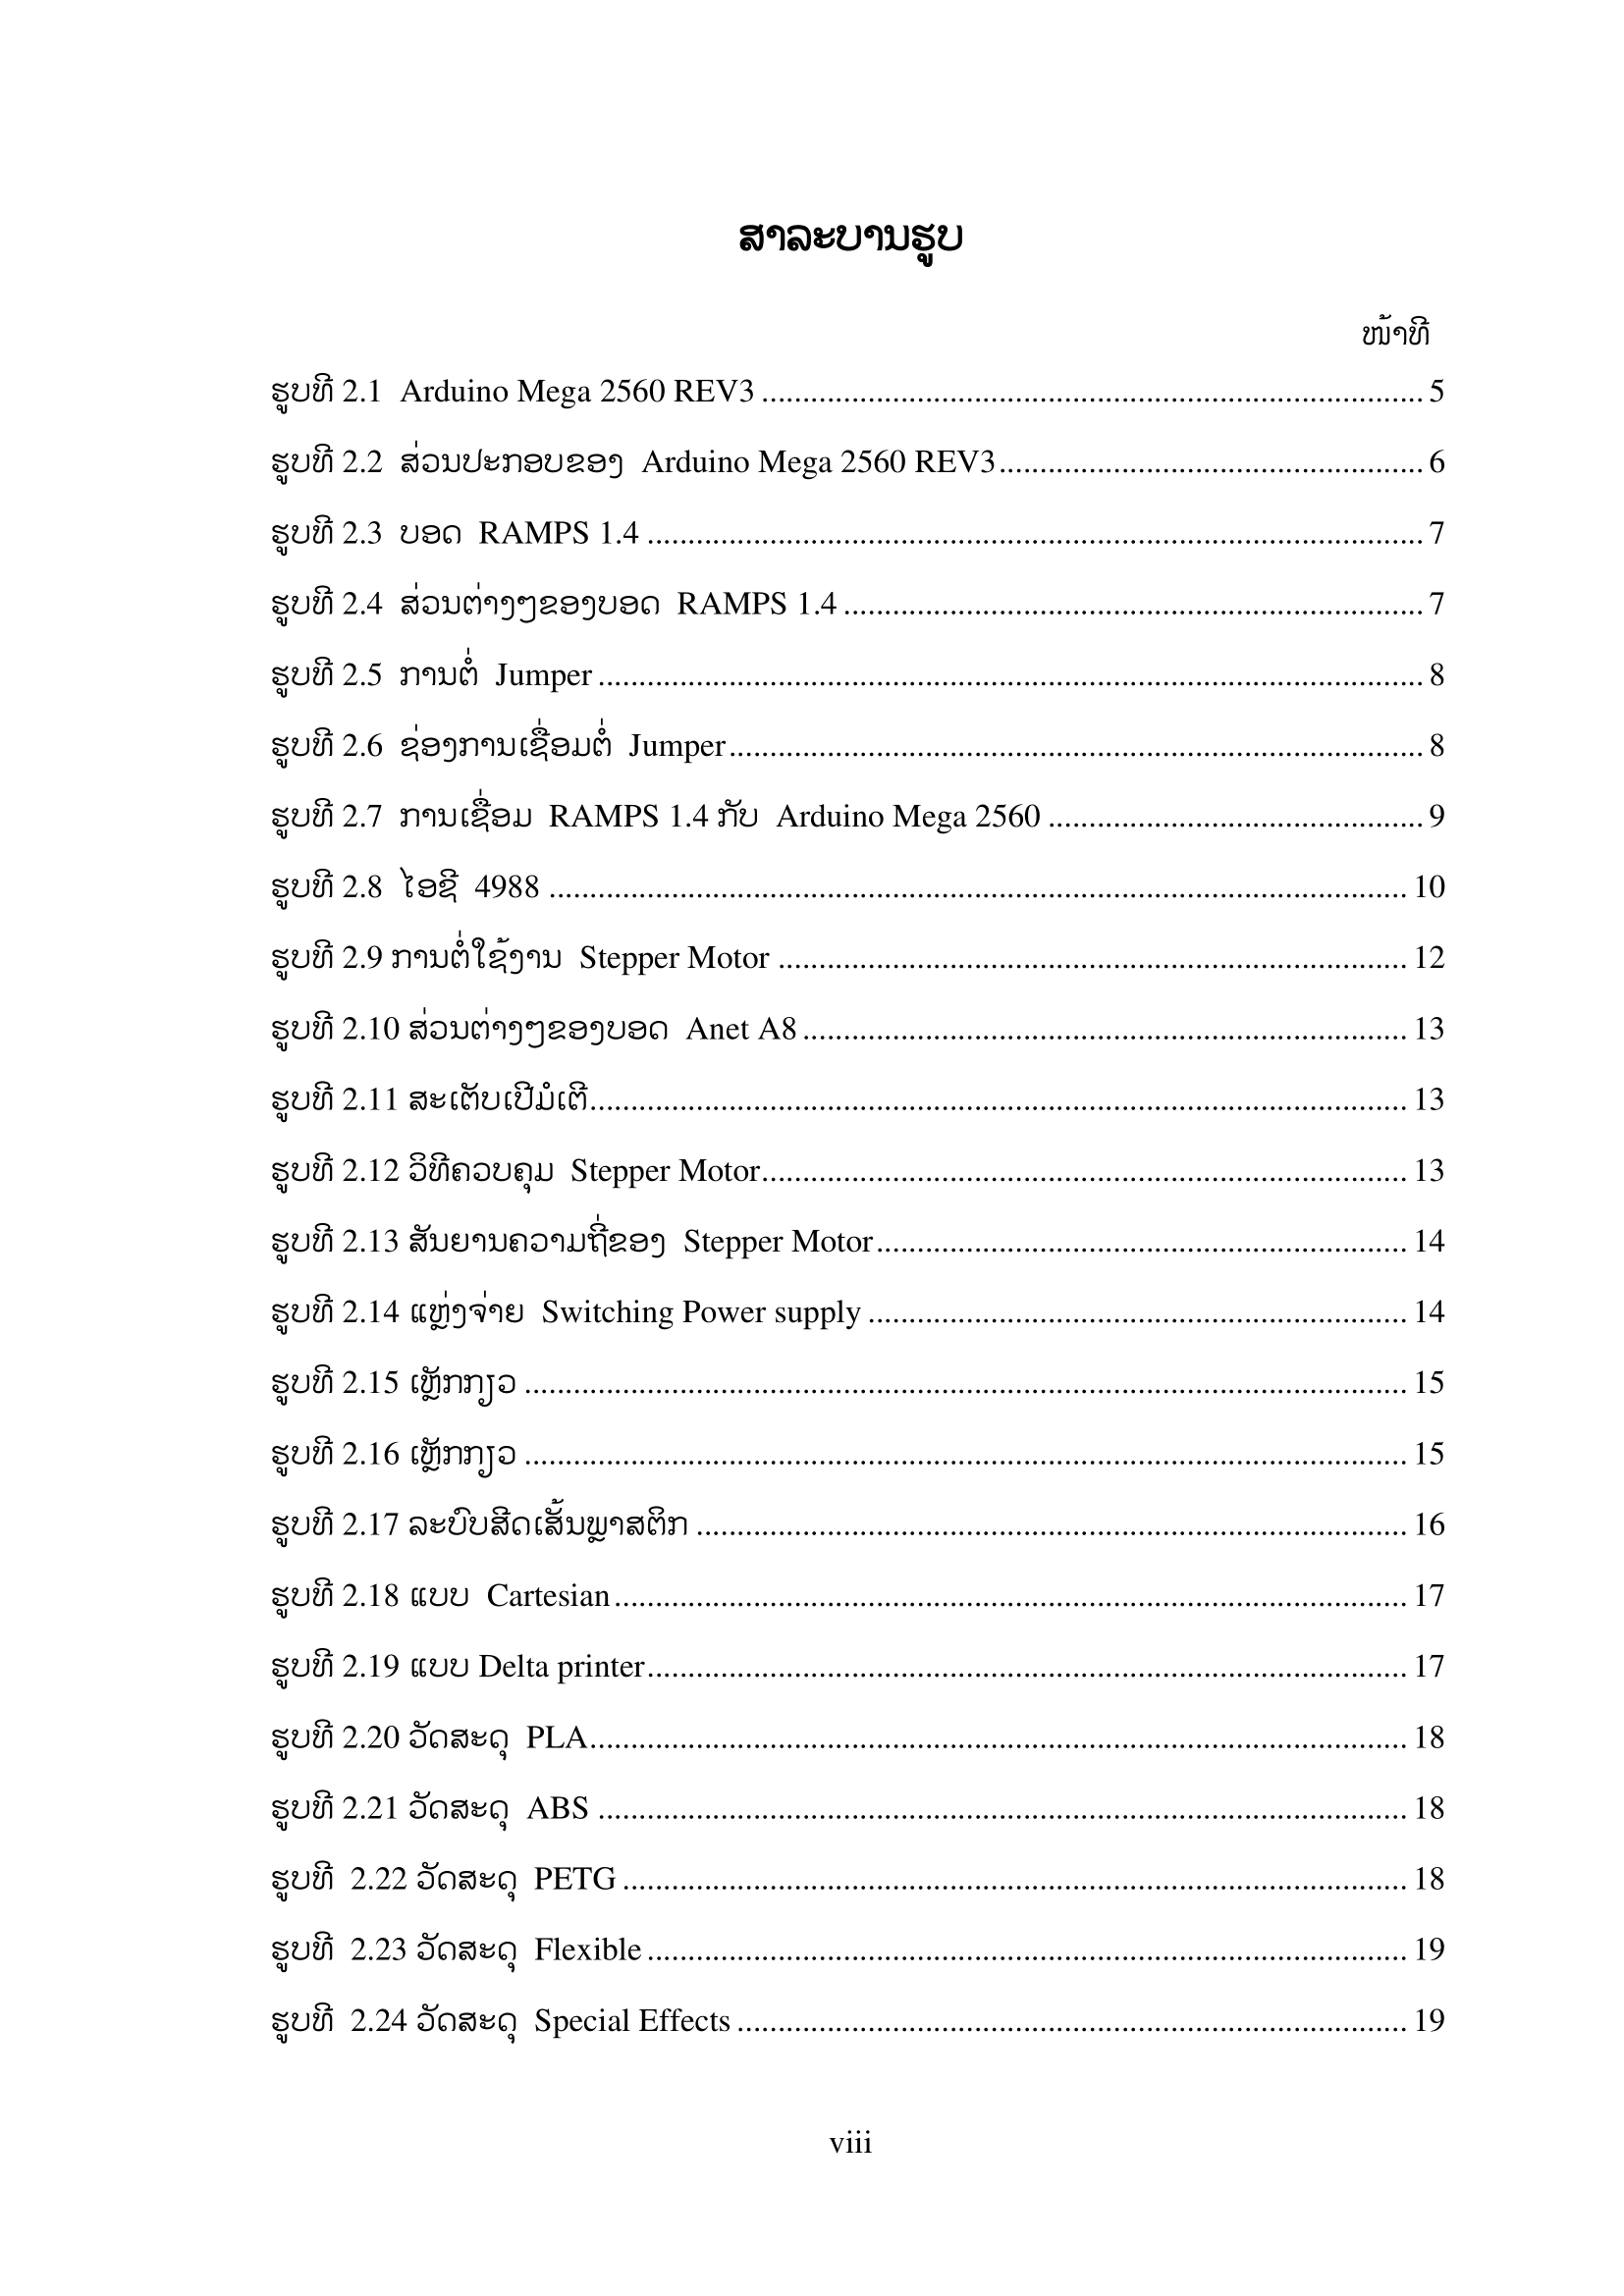 ສາລະບານຮູບ
ໜ້າທີ
ຮູບທີ 2.1 Arduino Mega 2560 REV3 ........ 5
ຮູບທີ 2.2 ສ່ວນປະກອບຂອງ Arduino Mega 2560 REV3 ........ 6
ຮູບທີ 2.3 ບອດ RAMPS 1.4 ........ 7
ຮູບທີ 2.4 ສ່ວນຕ່າງໆຂອງບອດ RAMPS 1.4 ........ 7
ຮູບທີ 2.5 ການຕໍ່ Jumper ........ 8
ຮູບທີ 2.6 ຊ່ອງການເຊື່ອມຕໍ່ Jumper ........ 8
ຮູບທີ 2.7 ການເຊື່ອມ RAMPS 1.4 ກັບ Arduino Mega 2560 ........ 9
ຮູບທີ 2.8 ໄອຊີ 4988 ........ 10
ຮູບທີ 2.9 ການຕໍ່ໃຊ້ງານ Stepper Motor ........ 12
ຮູບທີ 2.10 ສ່ວນຕ່າງໆຂອງບອດ Anet A8 ........ 13
ຮູບທີ 2.11 ສະເຕັບເປີມໍເຕີ ........ 13
ຮູບທີ 2.12 ວິທີຄວບຄຸມ Stepper Motor ........ 13
ຮູບທີ 2.13 ສັນຍານຄວາມຖີ່ຂອງ Stepper Motor ........ 14
ຮູບທີ 2.14 ແຫຼ່ງຈ່າຍ Switching Power supply ........ 14
ຮູບທີ 2.15 ເຫຼັກກຽວ ........ 15
ຮູບທີ 2.16 ເຫຼັກກຽວ ........ 15
ຮູບທີ 2.17 ລະບົບສີດເສັ້ນພຼາສຕິກ ........ 16
ຮູບທີ 2.18 ແບບ Cartesian ........ 17
ຮູບທີ 2.19 ແບບ Delta printer ........ 17
ຮູບທີ 2.20 ວັດສະດຸ PLA ........ 18
ຮູບທີ 2.21 ວັດສະດຸ ABS ........ 18
ຮູບທີ 2.22 ວັດສະດຸ PETG ........ 18
ຮູບທີ 2.23 ວັດສະດຸ Flexible ........ 19
ຮູບທີ 2.24 ວັດສະດຸ Special Effects ........ 19
viii